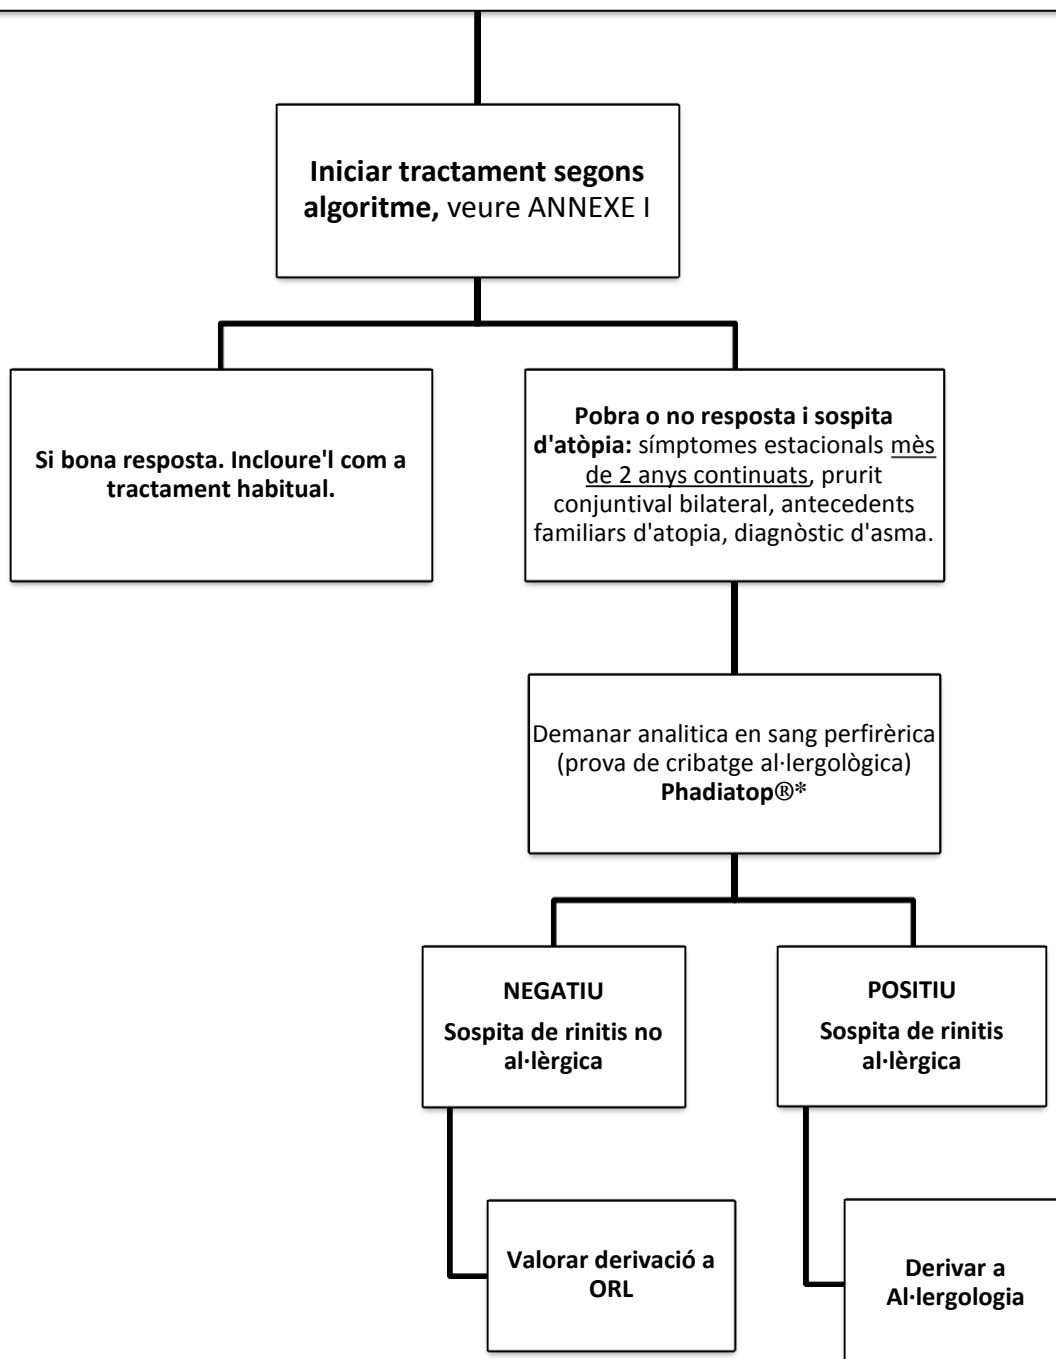 Iniciar tractament segons
algoritme, veure ANNEXE I
Si bona resposta. Incloure'l com a
tractament habitual.
Pobra o no resposta i sospita
d'atòpia: símptomes estacionals mès
de 2 anys continuats, prurit
conjuntival bilateral, antecedents
familiars d'atopia, diagnòstic d'asma.
Demanar analitica en sang perfirèrica
(prova de cribatge al·lergològica)
Phadiatop®*
NEGATIU
Sospita de rinitis no
al·lèrgica
POSITIU
Sospita de rinitis
al·lèrgica
Valorar derivació a
ORL
Derivar a
Al·lergologia